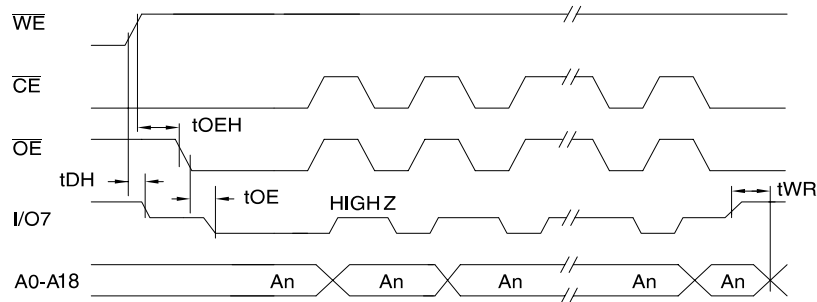 WE
CE
tOEH
OE
tDH
tOE
tWR
HIGH Z
I/O7
A0-A18
An An An An An